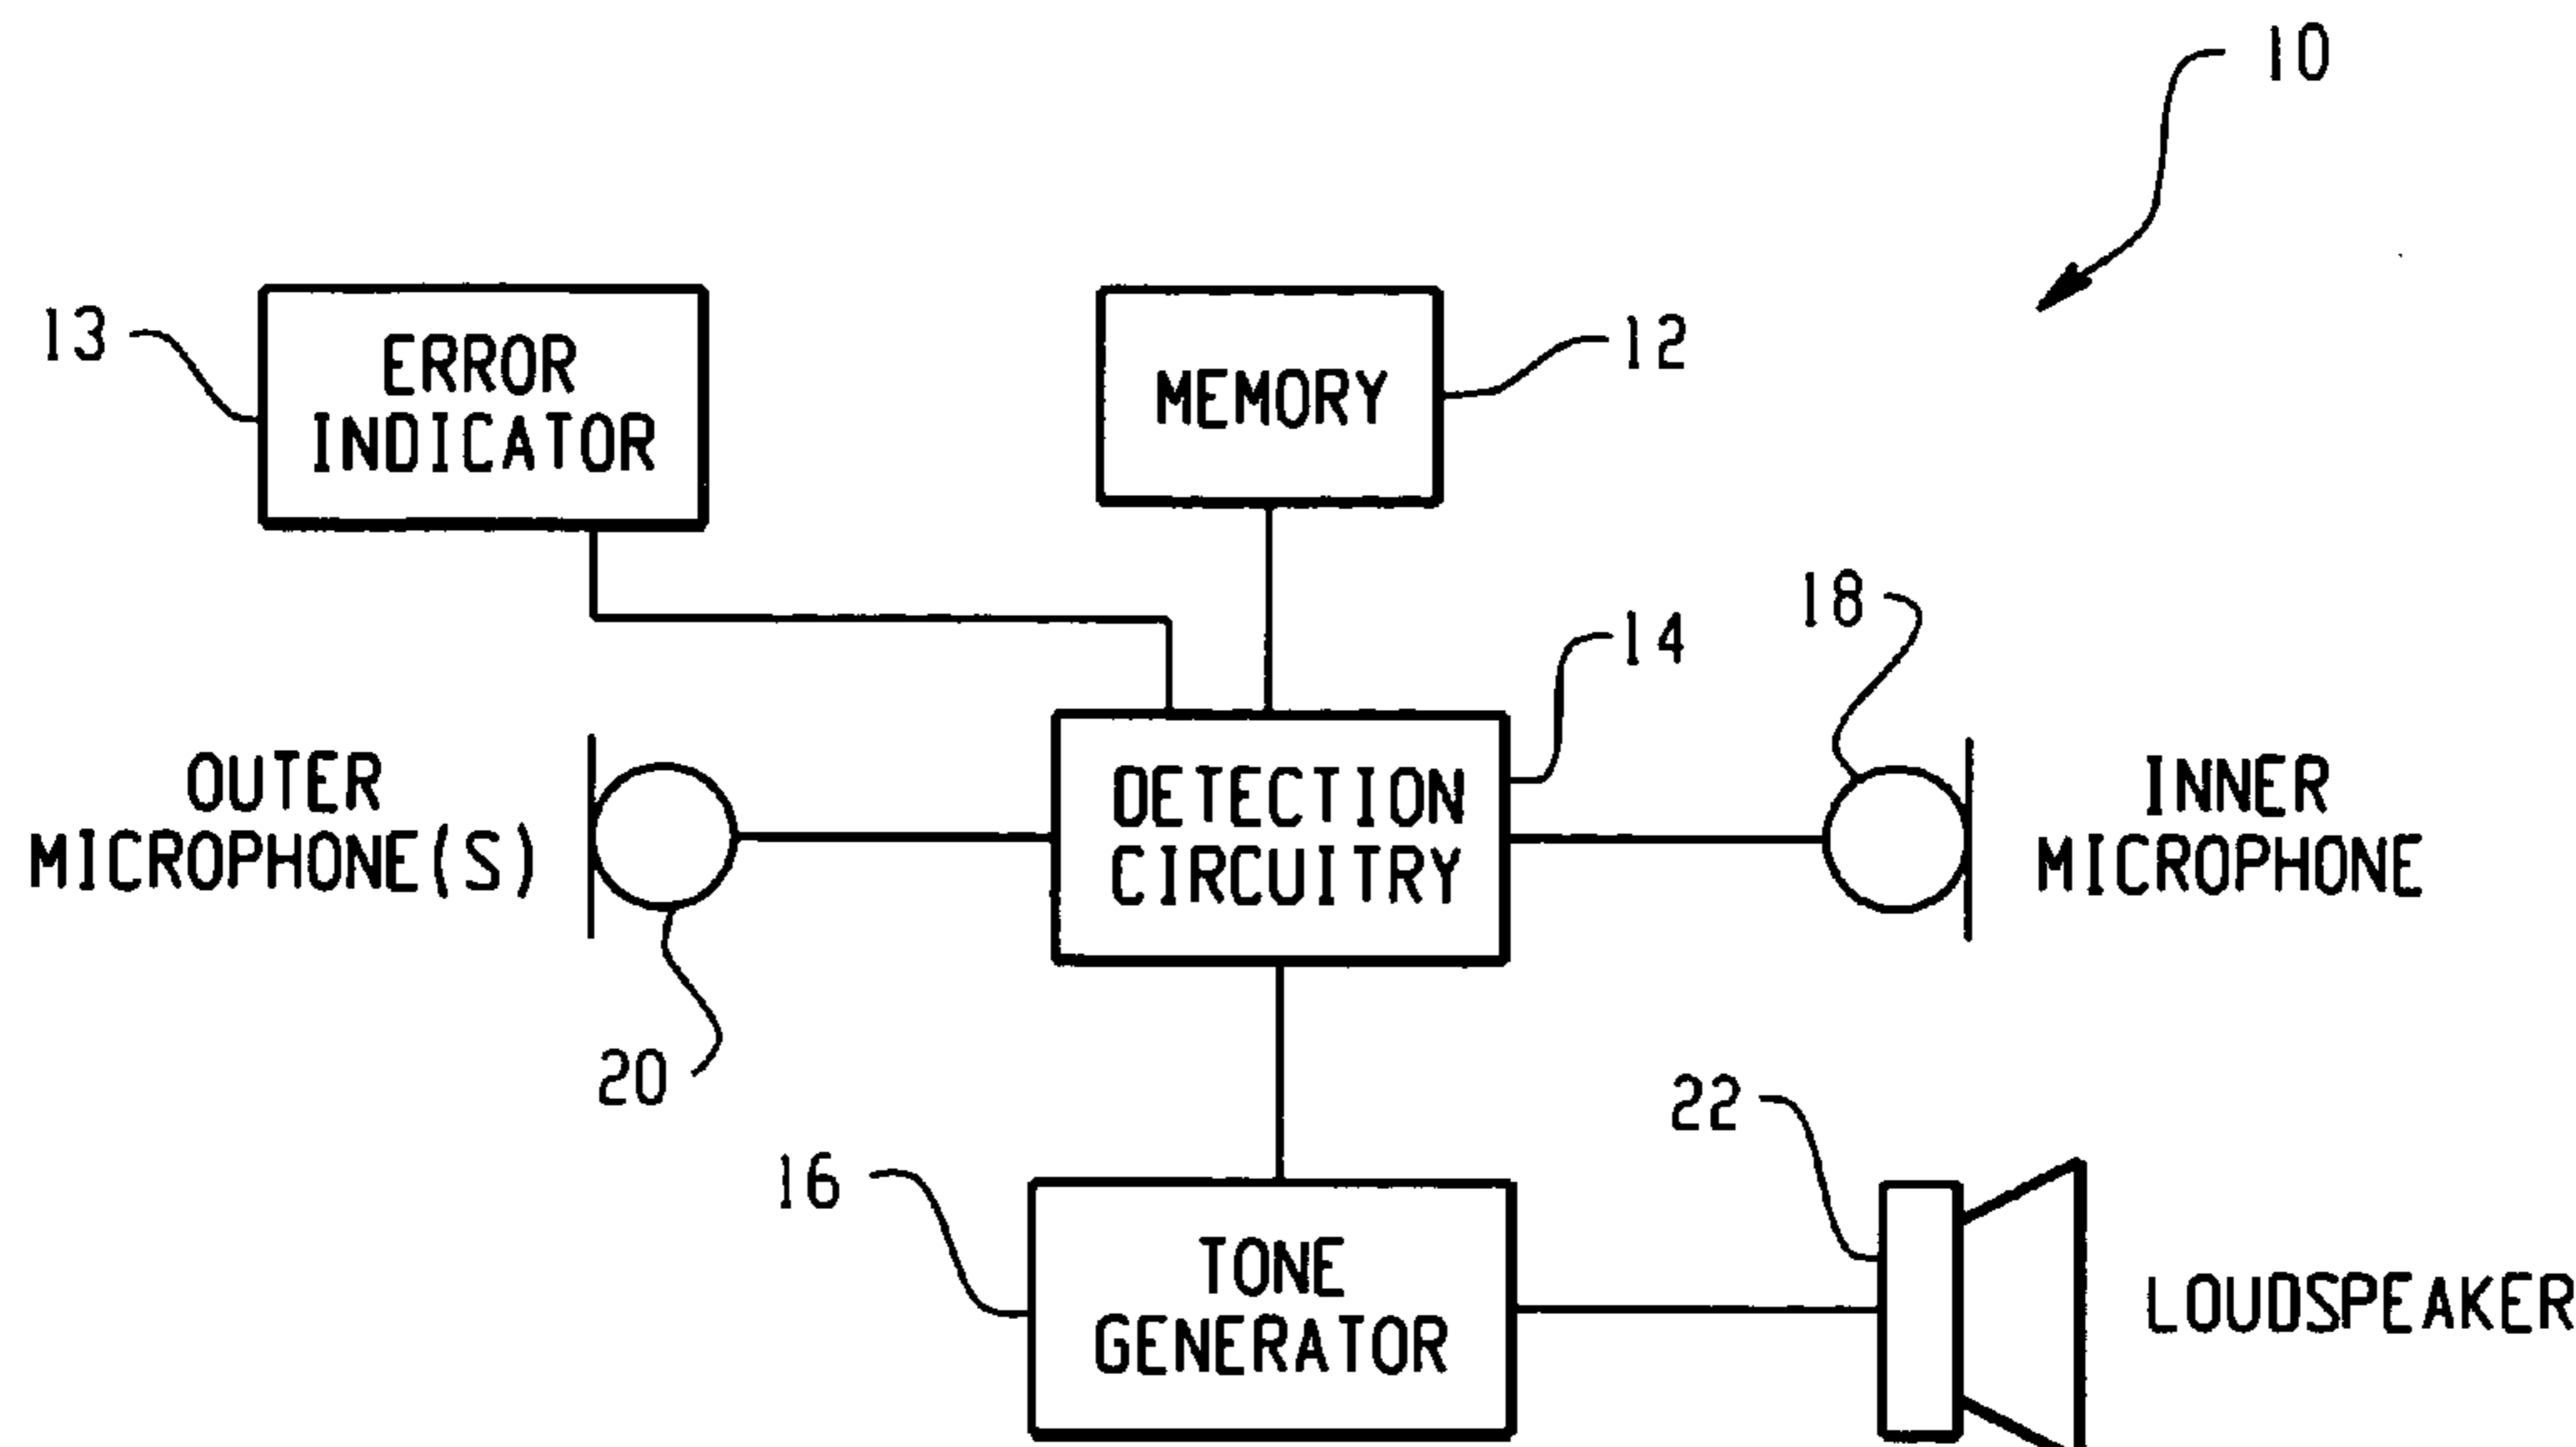 10
13
ERROR
INDICATOR
MEMORY
12
14
18
OUTER
MICROPHONE(S)
DETECTION
CIRCUITRY
INNER
MICROPHONE
20
22
16
TONE
GENERATOR
LOUDSPEAKER